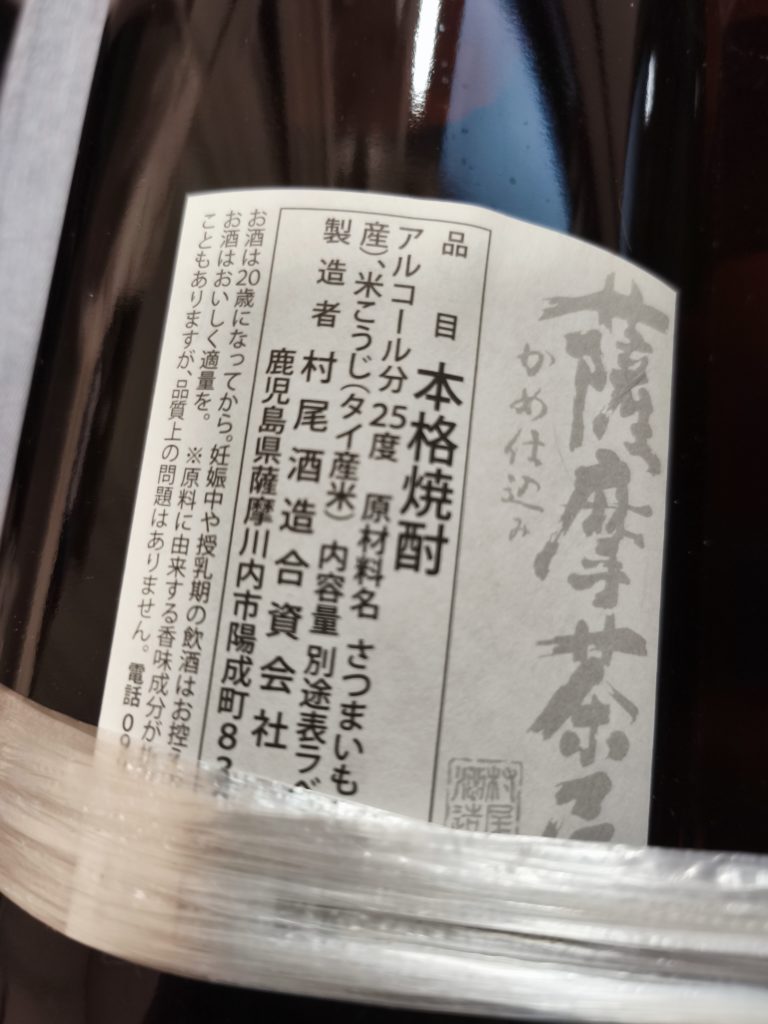 薩摩茶
かめ仕込み
村尾
酒造
品目 本格焼酎
アルコール分 25度 原材料名 さつまいも
産)、米こうじ(タイ産米) 内容量 別途表ラベ
製造者 村尾酒造合資会社
鹿児島県薩摩川内市陽成町8
お酒は20歳になってから。妊娠中や授乳期の飲酒はお控え
お酒はおいしく適量を。 ※原料に由来する香味成分が
こともありますが、品質上の問題はありません。 電話 09